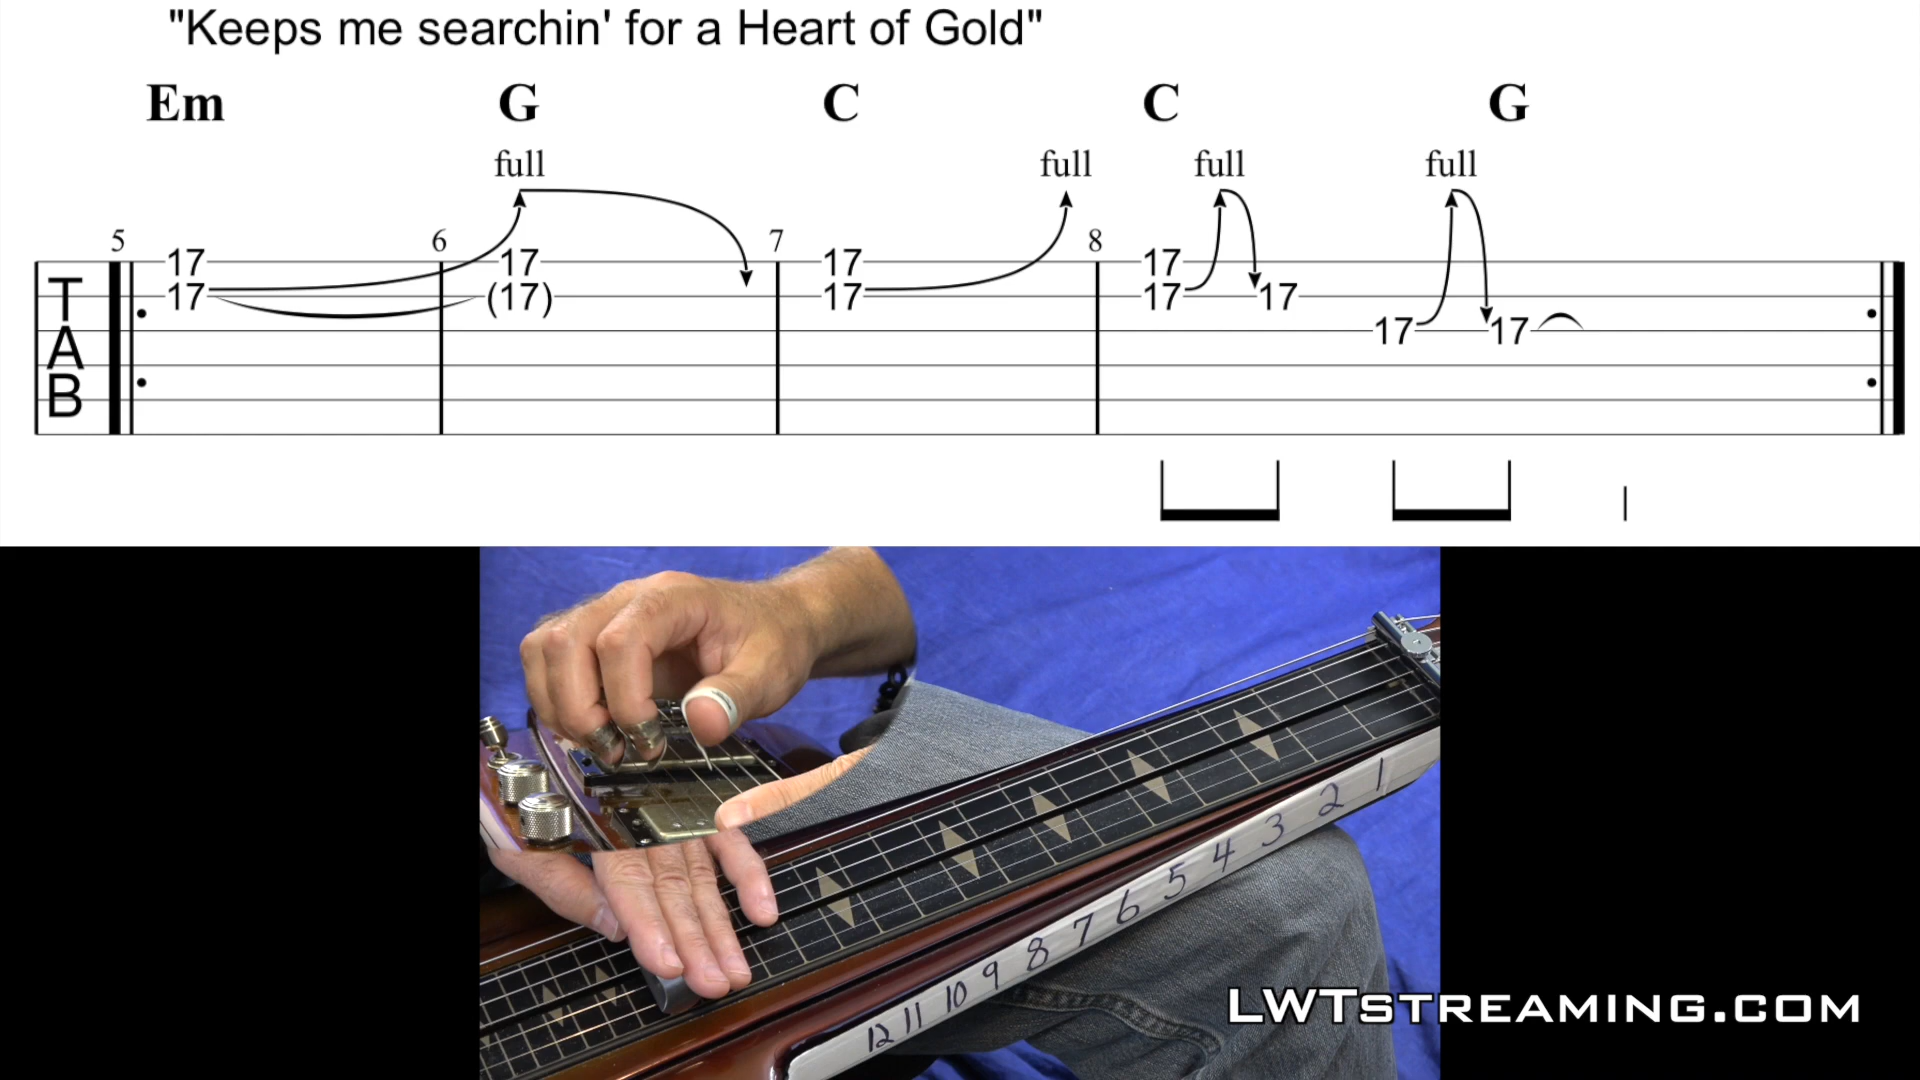 "Keeps me searchin' for a Heart of Gold"
Em G C C G
full full full full
5 6 7 8
17 17 17 17
17 (17) 17 17 17
17 17
T
A
B
1
2
3
4
5
6
7
8
9
10
11
12
LWTSTREAMING.COM